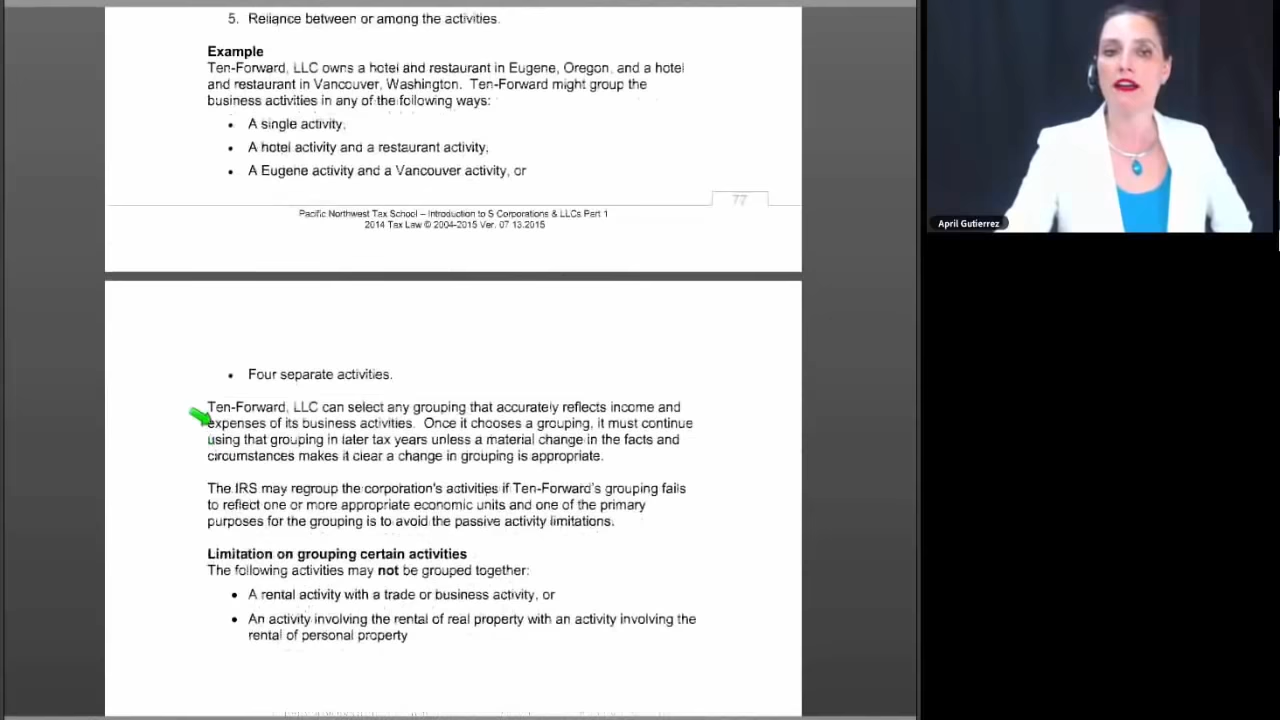 5. Reliance between or among the activities.
Example
Ten-Forward, LLC owns a hotel and restaurant in Eugene, Oregon, and a hotel
and restaurant in Vancouver, Washington. Ten-Forward might group the
business activities in any of the following ways:
• A single activity,
• A hotel activity and a restaurant activity,
• A Eugene activity and a Vancouver activity, or
77
Pacific Northwest Tax School – Introduction to S Corporations & LLCs Part 1
2014 Tax Law © 2004-2015 Ver. 07 13.2015
• Four separate activities.
Ten-Forward, LLC can select any grouping that accurately reflects income and
expenses of its business activities. Once it chooses a grouping, it must continue
using that grouping in later tax years unless a material change in the facts and
circumstances makes it clear a change in grouping is appropriate.
The IRS may regroup the corporation's activities if Ten-Forward's grouping fails
to reflect one or more appropriate economic units and one of the primary
purposes for the grouping is to avoid the passive activity limitations.
Limitation on grouping certain activities
The following activities may not be grouped together:
• A rental activity with a trade or business activity, or
• An activity involving the rental of real property with an activity involving the
rental of personal property
April Gutierrez